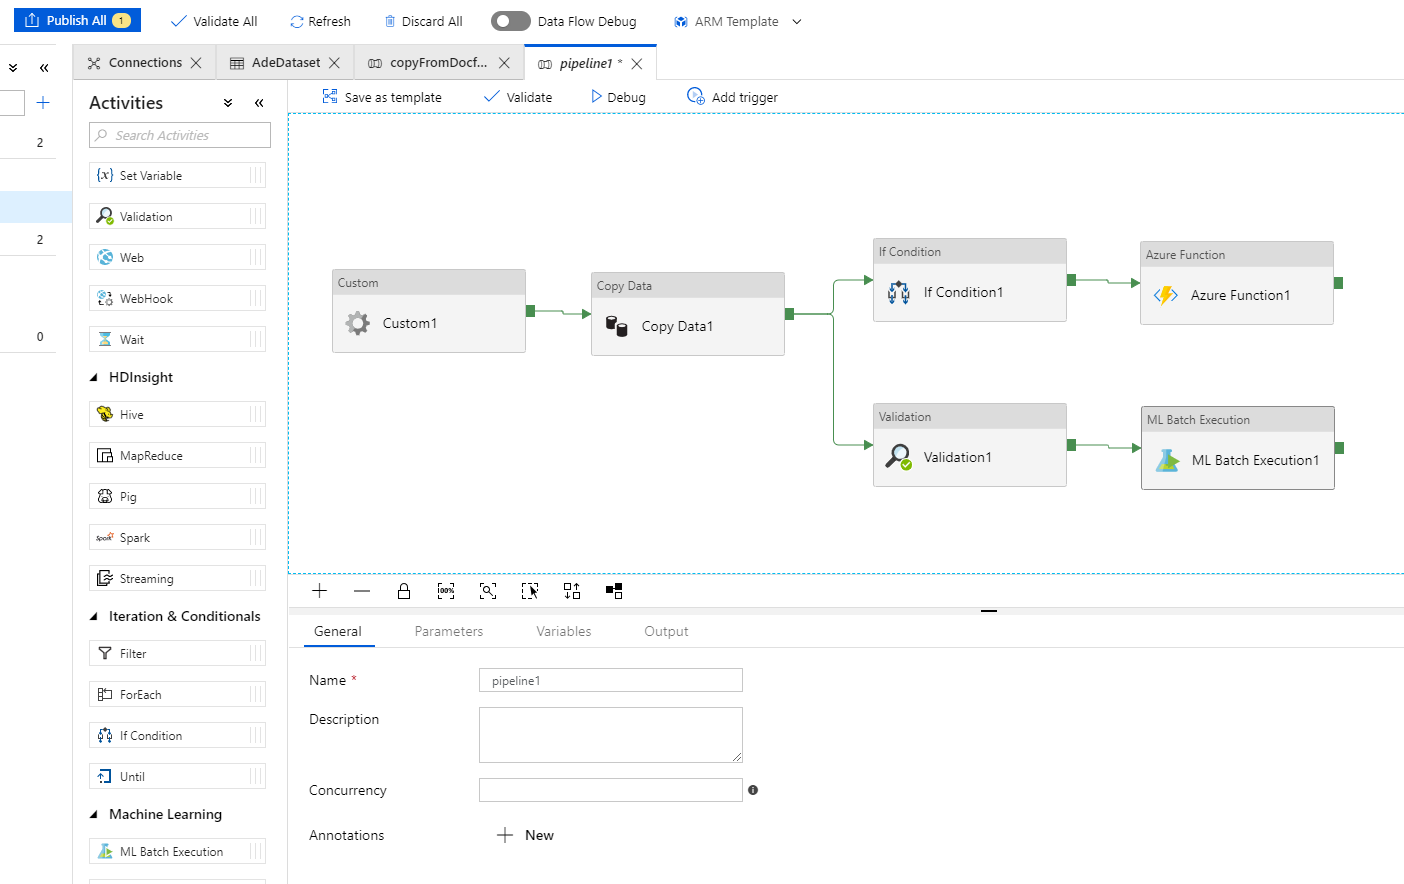 Publish All 1 Validate All Refresh Discard All Data Flow Debug ARM Template
Connections AdeDataset copyFromDocf... pipeline1 *
Activities
Save as template Validate Debug Add trigger
Search Activities
2
{x} Set Variable
Validation
2
Web
WebHook
0
Wait
HDInsight
Hive
MapReduce
Pig
Spark Spark
Streaming
Iteration & Conditionals
Filter
ForEach
If Condition
Until
Machine Learning
ML Batch Execution
Custom
Custom1
Copy Data
Copy Data1
If Condition
If Condition1
Azure Function
Azure Function1
Validation
Validation1
ML Batch Execution
ML Batch Execution1
100%
General Parameters Variables Output
Name * pipeline1
Description
Concurrency
Annotations New